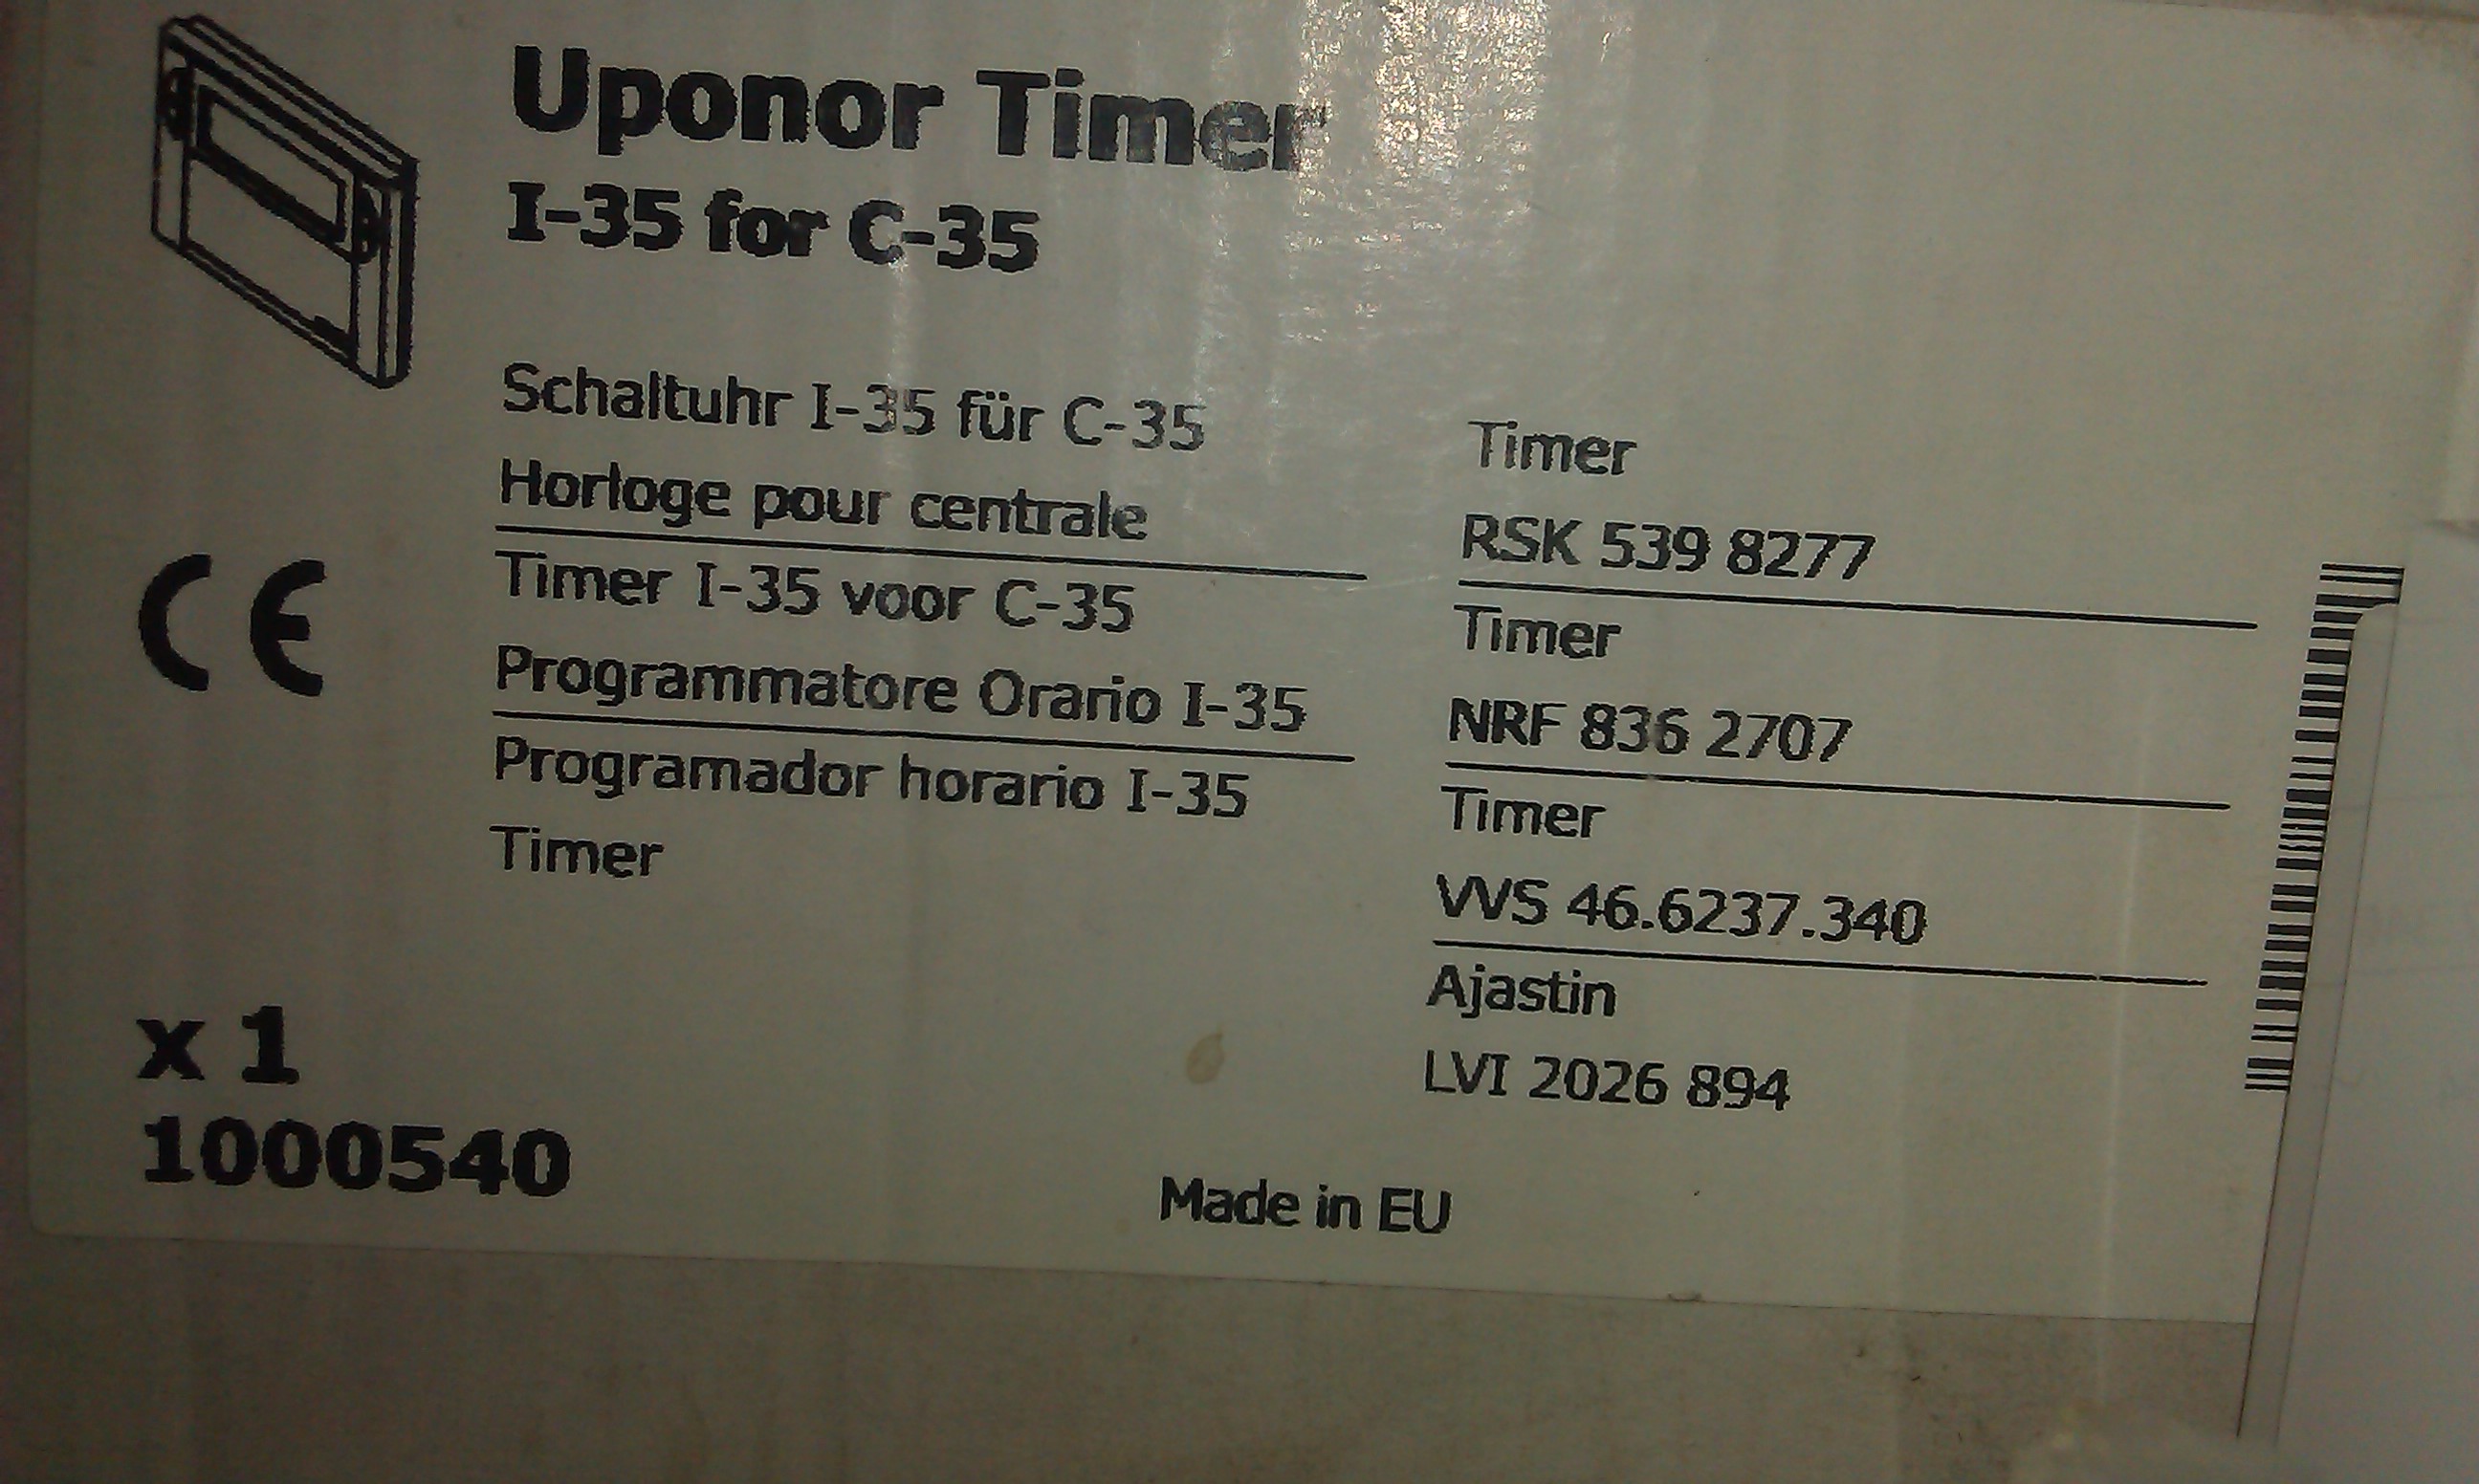 Uponor Timer
I-35 for C-35
Schaltuhr I-35 für C-35
Horloge pour centrale
Timer I-35 voor C-35
Programmatore Orario I-35
Programador horario I-35
Timer
Timer
RSK 539 8277
Timer
NRF 836 2707
Timer
VVS 46.6237.340
Ajastin
LVI 2026 894
CE
x 1
1000540
Made in EU